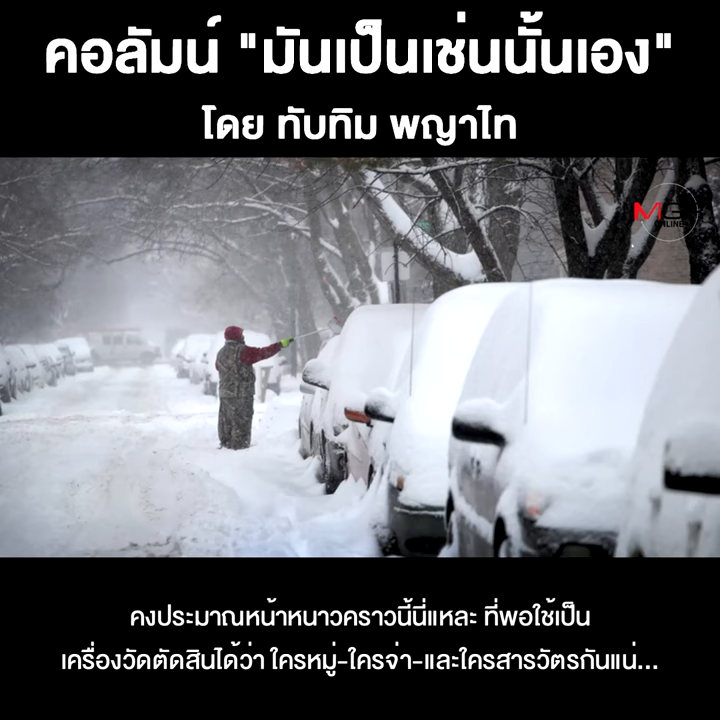 คอลัมน์ "มันเป็นเช่นนั้นเอง"
โดย ทับทิม พญาไท
MGR
ONLINE
คงประมาณหน้าหนาวคราวนี้นี่แหละ ที่พอใช้เป็น
เครื่องวัดตัดสินได้ว่า ใครหมู่-ใครจ่า-และใครสารวัตรกันแน่...